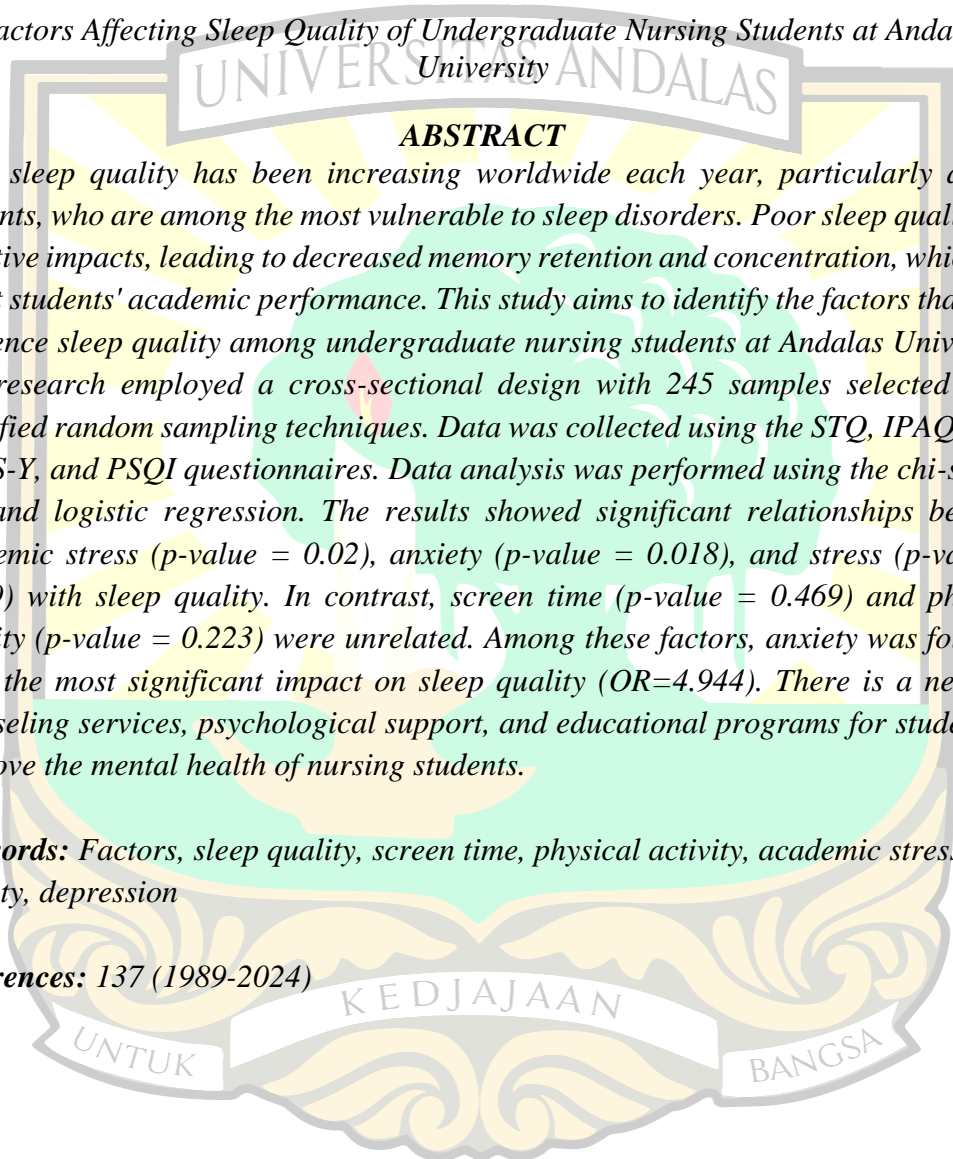 actors Affecting Sleep Quality of Undergraduate Nursing Students at Anda
University
UNIVERSITAS ANDALAS
ABSTRACT
sleep quality has been increasing worldwide each year, particularly a
nts, who are among the most vulnerable to sleep disorders. Poor sleep quali
tive impacts, leading to decreased memory retention and concentration, whic
t students' academic performance. This study aims to identify the factors tha
ence sleep quality among undergraduate nursing students at Andalas Univ
research employed a cross-sectional design with 245 samples selected
fied random sampling techniques. Data was collected using the STQ, IPAQ
S-Y, and PSQI questionnaires. Data analysis was performed using the chi-s
and logistic regression. The results showed significant relationships be
emic stress (p-value = 0.02), anxiety (p-value = 0.018), and stress (p-va
) with sleep quality. In contrast, screen time (p-value = 0.469) and ph
ity (p-value = 0.223) were unrelated. Among these factors, anxiety was fo
the most significant impact on sleep quality (OR=4.944). There is a ne
seling services, psychological support, and educational programs for stude
ove the mental health of nursing students.
ords: Factors, sleep quality, screen time, physical activity, academic stress
ty, depression
rences: 137 (1989-2024)
KEDJAJAAN
UNTUK BANGSA